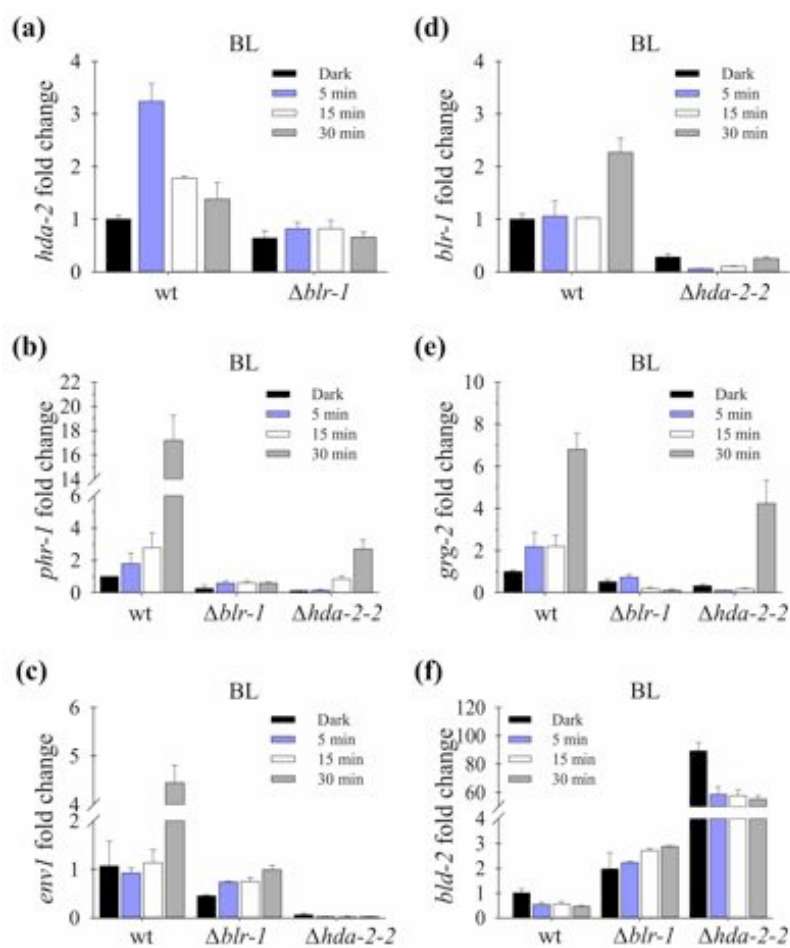 (a)
BL
hda-2 fold change
4
3
2
1
0
Dark
5 min
15 min
30 min
wt
Δblr-1
(d)
BL
blr-1 fold change
4
3
2
1
0
Dark
5 min
15 min
30 min
wt
Δhda-2-2
(b)
BL
phr-1 fold change
22
20
18
16
14
6
4
2
0
Dark
5 min
15 min
30 min
wt
Δblr-1
Δhda-2-2
(e)
BL
grg-2 fold change
10
8
6
4
2
0
Dark
5 min
15 min
30 min
wt
Δblr-1
Δhda-2-2
(c)
BL
env1 fold change
6
5
4
2
1
0
Dark
5 min
15 min
30 min
wt
Δblr-1
Δhda-2-2
(f)
BL
bld-2 fold change
120
100
80
60
4
3
2
1
0
Dark
5 min
15 min
30 min
wt
Δblr-1
Δhda-2-2